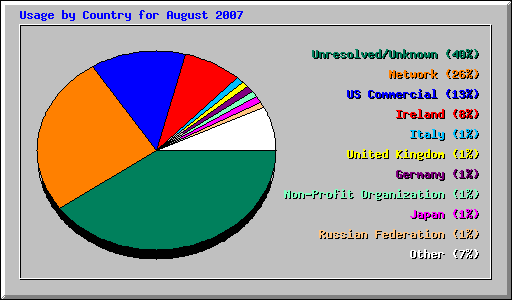 Usage by Country for August 2007
Unresolved/Unknown (40%)
Network (26%)
US Commercial (13%)
Ireland (8%)
Italy (1%)
United Kingdom (1%)
Germany (1%)
Non-Profit Organization (1%)
Japan (1%)
Russian Federation (1%)
Other (7%)